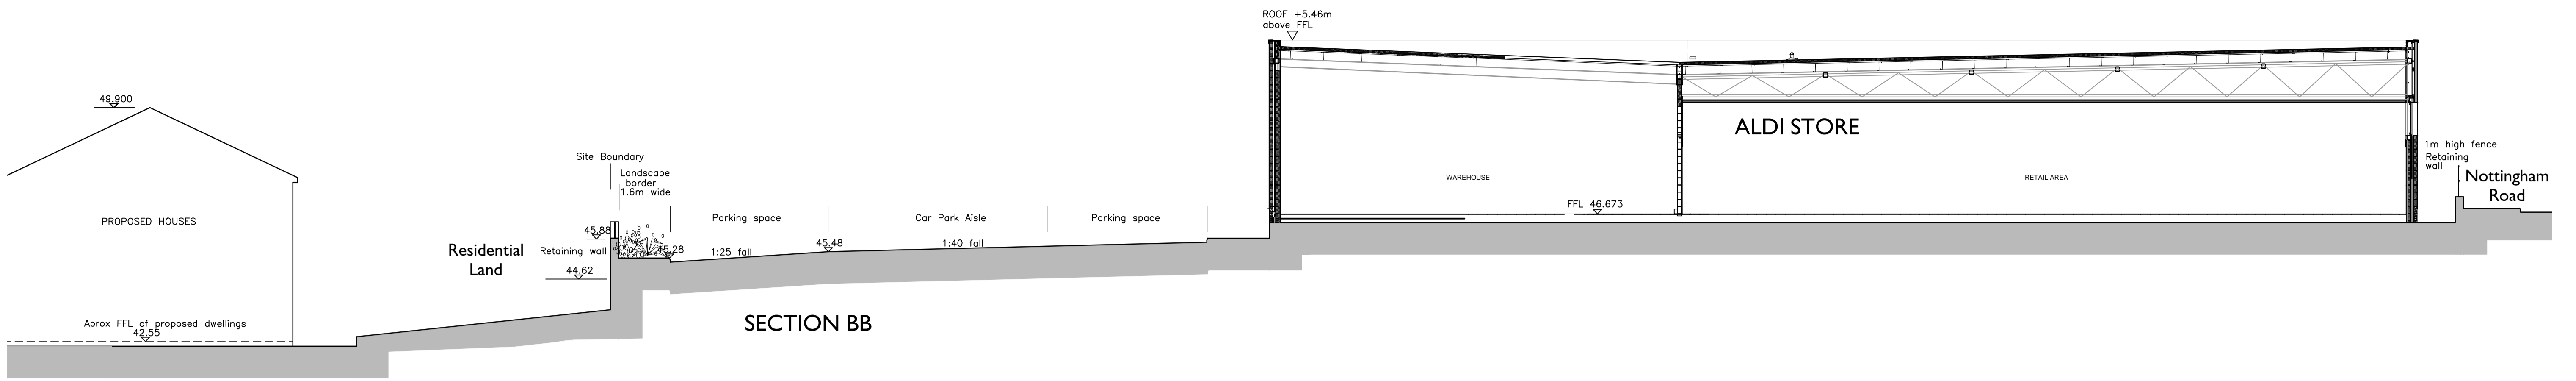 ROOF +5.46m
above FFL
49.900
PROPOSED HOUSES
Aprox FFL of proposed dwellings
42.55
Residential
Land
Site Boundary
Landscape
border
1.6m wide
45.88
Retaining wall
44.62
45.28
Parking space
1:25 fall
45.48
Car Park Aisle
1:40 fall
Parking space
SECTION BB
WAREHOUSE
FFL 46.673
ALDI STORE
RETAIL AREA
1m high fence
Retaining
wall
Nottingham
Road